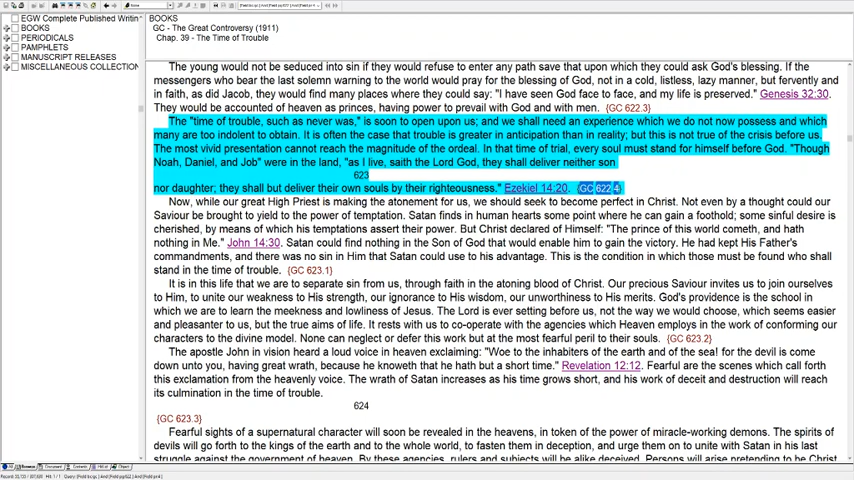 EGW Complete Published Writin
BOOKS
PERIODICALS
PAMPHLETS
MANUSCRIPT RELEASES
MISCELLANEOUS COLLECTION
BOOKS
GC - The Great Controversy (1911)
Chap. 39 - The Time of Trouble
The young would not be seduced into sin if they would refuse to enter any path save that upon which they could ask God's blessing. If the
messengers who bear the last solemn warning to the world would pray for the blessing of God, not in a cold, listless, lazy manner, but fervently and
in faith, as did Jacob, they would find many places where they could say: "I have seen God face to face, and my life is preserved." Genesis 32:30.
They would be accounted of heaven as princes, having power to prevail with God and with men. {GC 622.3}
The "time of trouble, such as never was," is soon to open upon us; and we shall need an experience which we do not now possess and which
many are too indolent to obtain. It is often the case that trouble is greater in anticipation than in reality; but this is not true of the crisis before us.
The most vivid presentation cannot reach the magnitude of the ordeal. In that time of trial, every soul must stand for himself before God. "Though
Noah, Daniel, and Job" were in the land, "as I live, saith the Lord God, they shall deliver neither son
623
nor daughter; they shall but deliver their own souls by their righteousness." Ezekiel 14:20. {GC 622.4}
Now, while our great High Priest is making the atonement for us, we should seek to become perfect in Christ. Not even by a thought could our
Saviour be brought to yield to the power of temptation. Satan finds in human hearts some point where he can gain a foothold; some sinful desire is
cherished, by means of which his temptations assert their power. But Christ declared of Himself: "The prince of this world cometh, and hath
nothing in Me." John 14:30. Satan could find nothing in the Son of God that would enable him to gain the victory. He had kept His Father's
commandments, and there was no sin in Him that Satan could use to his advantage. This is the condition in which those must be found who shall
stand in the time of trouble. {GC 623.1}
It is in this life that we are to separate sin from us, through faith in the atoning blood of Christ. Our precious Saviour invites us to join ourselves
to Him, to unite our weakness to His strength, our ignorance to His wisdom, our unworthiness to His merits. God's providence is the school in
which we are to learn the meekness and lowliness of Jesus. The Lord is ever setting before us, not the way we would choose, which seems easier
and pleasanter to us, but the true aims of life. It rests with us to co-operate with the agencies which Heaven employs in the work of conforming our
characters to the divine model. None can neglect or defer this work but at the most fearful peril to their souls. {GC 623.2}
The apostle John in vision heard a loud voice in heaven exclaiming: "Woe to the inhabiters of the earth and of the sea! for the devil is come
down unto you, having great wrath, because he knoweth that he hath but a short time." Revelation 12:12. Fearful are the scenes which call forth
this exclamation from the heavenly voice. The wrath of Satan increases as his time grows short, and his work of deceit and destruction will reach
its culmination in the time of trouble.
624
{GC 623.3}
Fearful sights of a supernatural character will soon be revealed in the heavens, in token of the power of miracle-working demons. The spirits of
devils will go forth to the kings of the earth and to the whole world, to fasten them in deception, and urge them on to unite with Satan in his last
struggle against the government of heaven. By these agencies, rulers and subjects will be alike deceived. Persons will arise pretending to be Christ